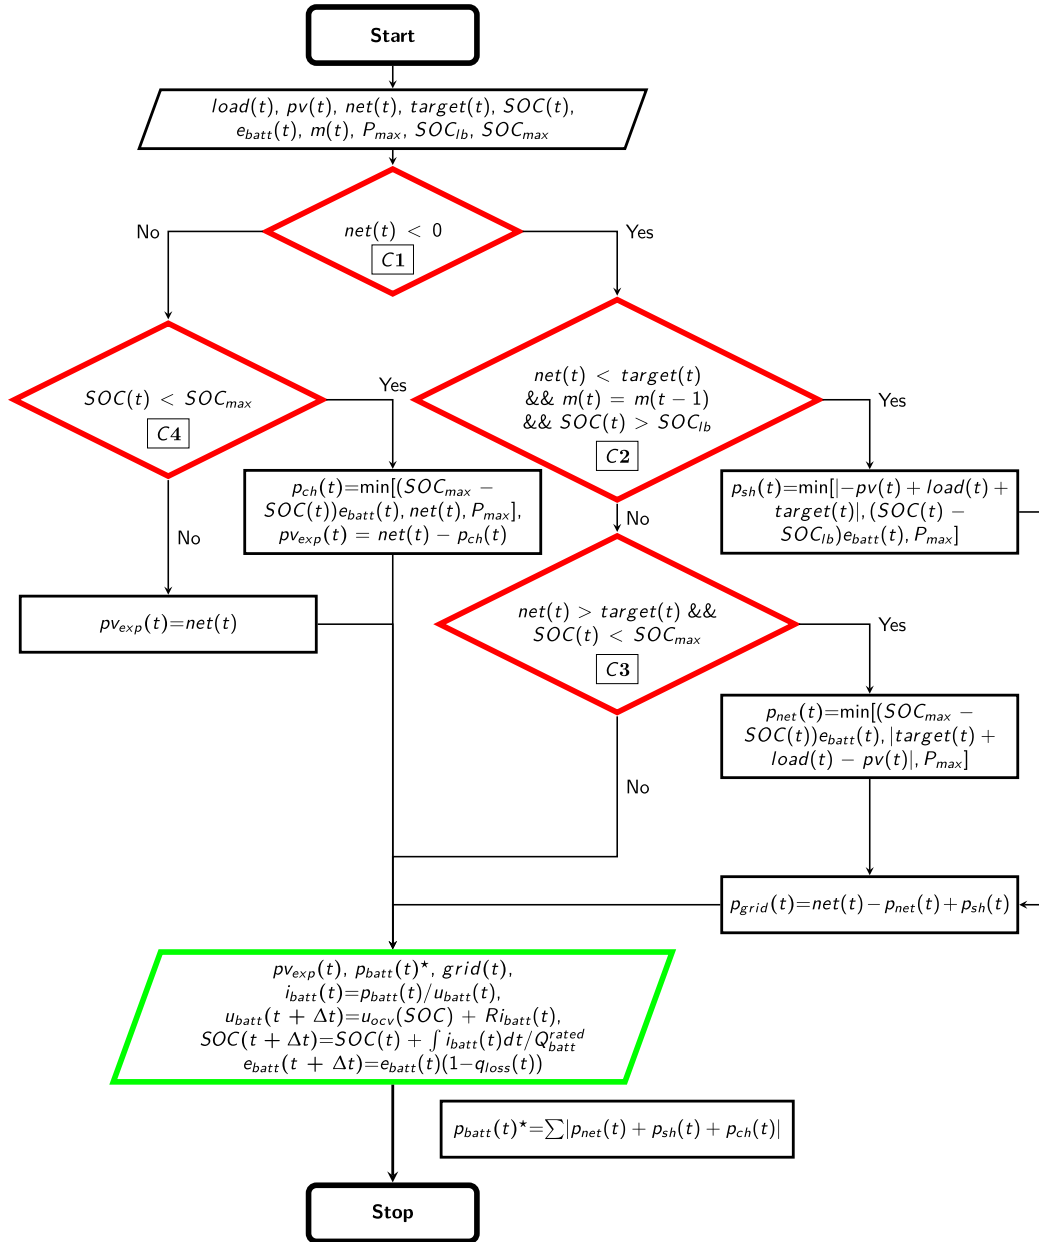 Start
load(t), pv(t), net(t), target(t), SOC(t),
e_batt(t), m(t), P_max, SOC_lb, SOC_max
net(t) < 0
C1
No
Yes
SOC(t) < SOC_max
C4
Yes
No
net(t) < target(t)
&& m(t) = m(t − 1)
&& SOC(t) > SOC_lb
C2
Yes
No
p_ch(t)=min[(SOC_max −
SOC(t))e_batt(t), net(t), P_max],
pv_exp(t) = net(t) − p_ch(t)
p_sh(t)=min[|−pv(t) + load(t) +
target(t)|, (SOC(t) −
SOC_lb)e_batt(t), P_max]
pv_exp(t)=net(t)
net(t) > target(t) &&
SOC(t) < SOC_max
C3
Yes
No
p_net(t)=min[(SOC_max −
SOC(t))e_batt(t), |target(t) +
load(t) − pv(t)|, P_max]
p_grid(t)=net(t) − p_net(t) + p_sh(t)
pv_exp(t), p_batt(t)*, grid(t),
i_batt(t)=p_batt(t)/u_batt(t),
u_batt(t + Δt)=u_ocv(SOC) + Ri_batt(t),
SOC(t + Δt)=SOC(t) + ∫ i_batt(t)dt/Q_batt^rated
e_batt(t + Δt)=e_batt(t)(1-q_loss(t))
p_batt(t)*=∑|p_net(t) + p_sh(t) + p_ch(t)|
Stop